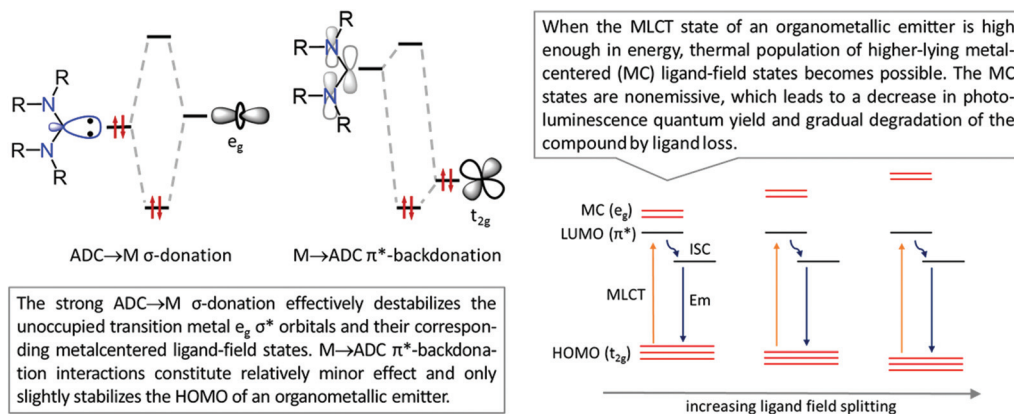 R
R-N
N
R
R
e_g
ADC→M σ-donation
R
R
N
R-
N
R
R
t_2g
M→ADC π*-backdonation
The strong ADC→M σ-donation effectively destabilizes the
unoccupied transition metal e_g σ* orbitals and their correspon-
ding metalcentered ligand-field states. M→ADC π*-backdona-
tion interactions constitute relatively minor effect and only
slightly stabilizes the HOMO of an organometallic emitter.
When the MLCT state of an organometallic emitter is high
enough in energy, thermal population of higher-lying metal-
centered (MC) ligand-field states becomes possible. The MC
states are nonemissive, which leads to a decrease in photo-
luminescence quantum yield and gradual degradation of the
compound by ligand loss.
MC (e_g)
LUMO (π*)
ISC
MLCT
Em
HOMO (t_2g)
increasing ligand field splitting